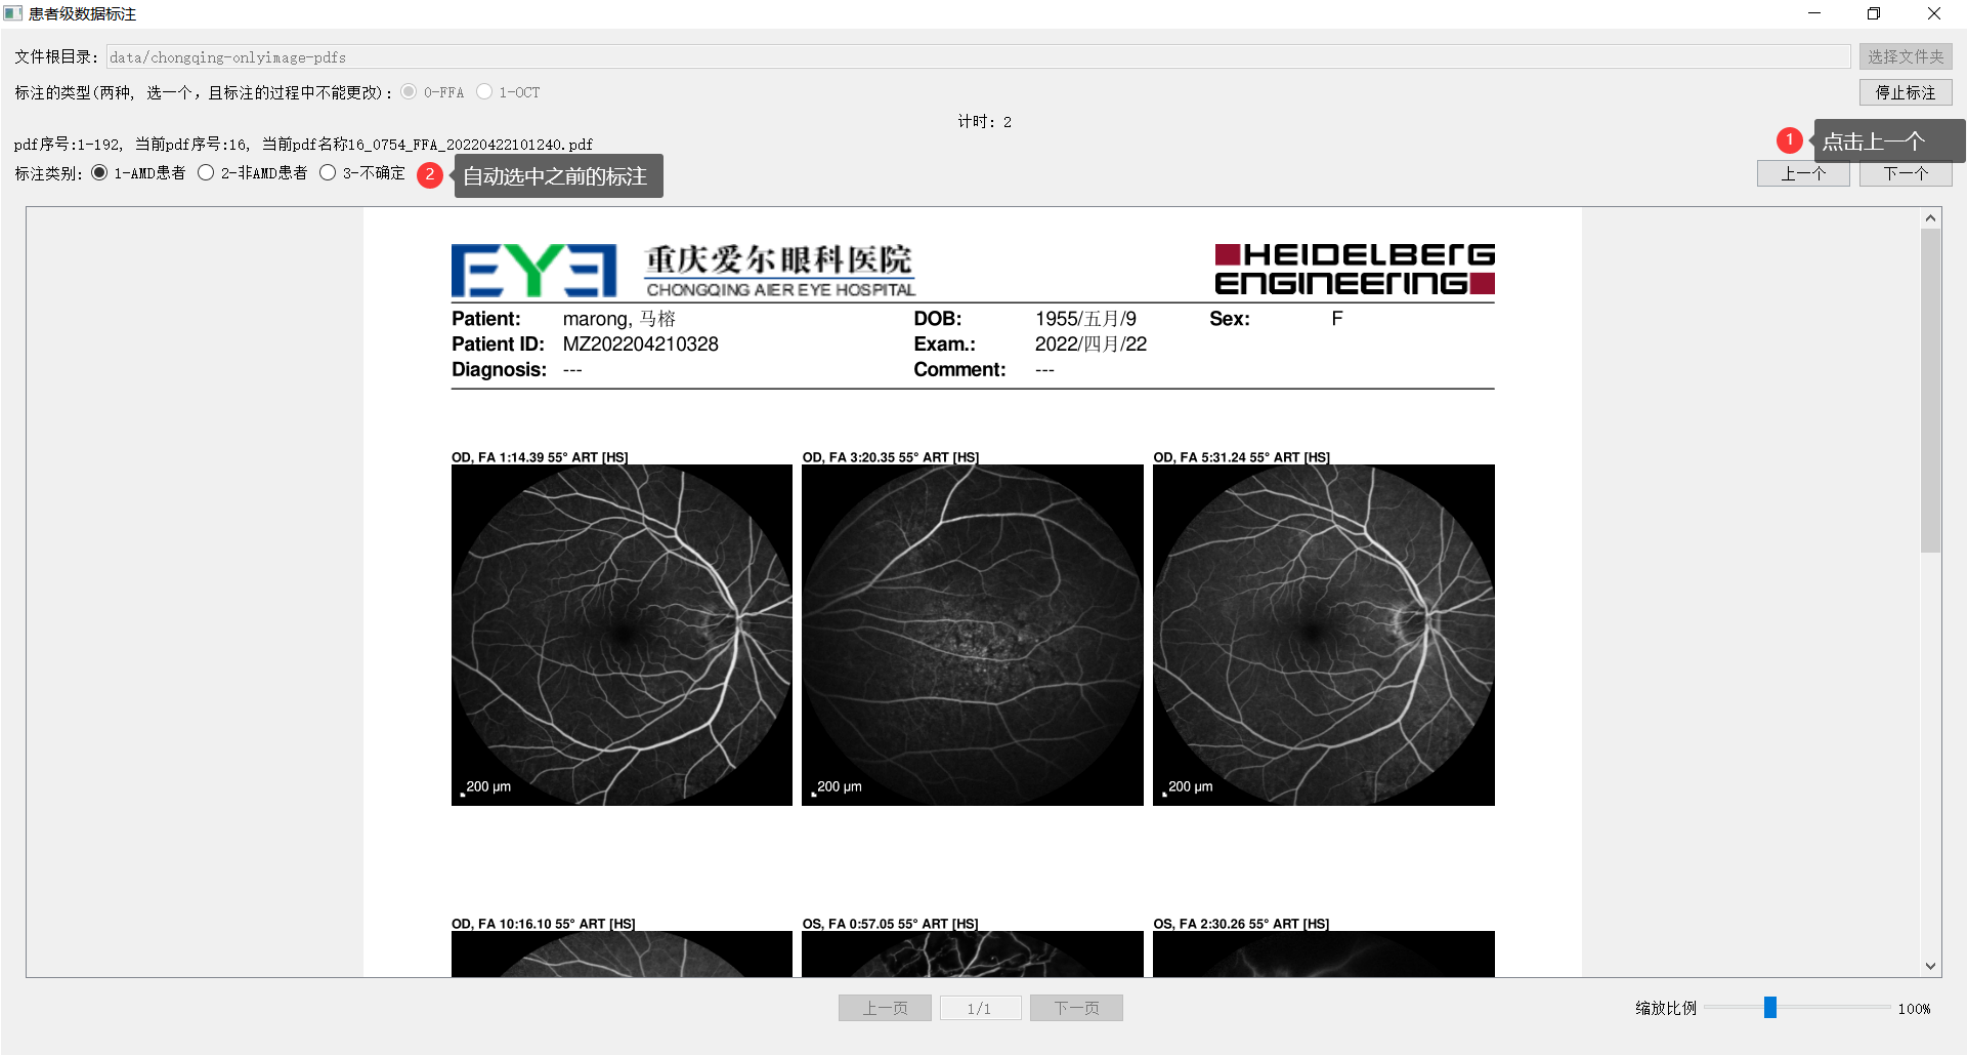 患者级数据标注
文件根目录: data/chongqing-onlyimage-pdfs 选择文件夹
标注的类型(两种, 选一个，且标注的过程中不能更改): 0-FFA 1-OCT 停止标注
计时: 2
1 点击上一个
pdf序号:1-192, 当前pdf序号:16, 当前pdf名称16_0754_FFA_20220422101240.pdf
标注类别: 1-AMD患者 2-非AMD患者 3-不确定 2 自动选中之前的标注 上一个 下一个
EYE 重庆爱尔眼科医院 HEIDELBERG
CHONGQING AIER EYE HOSPITAL ENGINEERING
Patient: marong, 马榕 DOB: 1955/五月/9 Sex: F
Patient ID: MZ202204210328 Exam.: 2022/四月/22
Diagnosis: --- Comment: ---
OD, FA 1:14.39 55° ART [HS] OD, FA 3:20.35 55° ART [HS] OD, FA 5:31.24 55° ART [HS]
200 µm 200 µm 200 µm
OD, FA 10:16.10 55° ART [HS] OS, FA 0:57.05 55° ART [HS] OS, FA 2:30.26 55° ART [HS]
上一页 1/1 下一页 缩放比例 100%